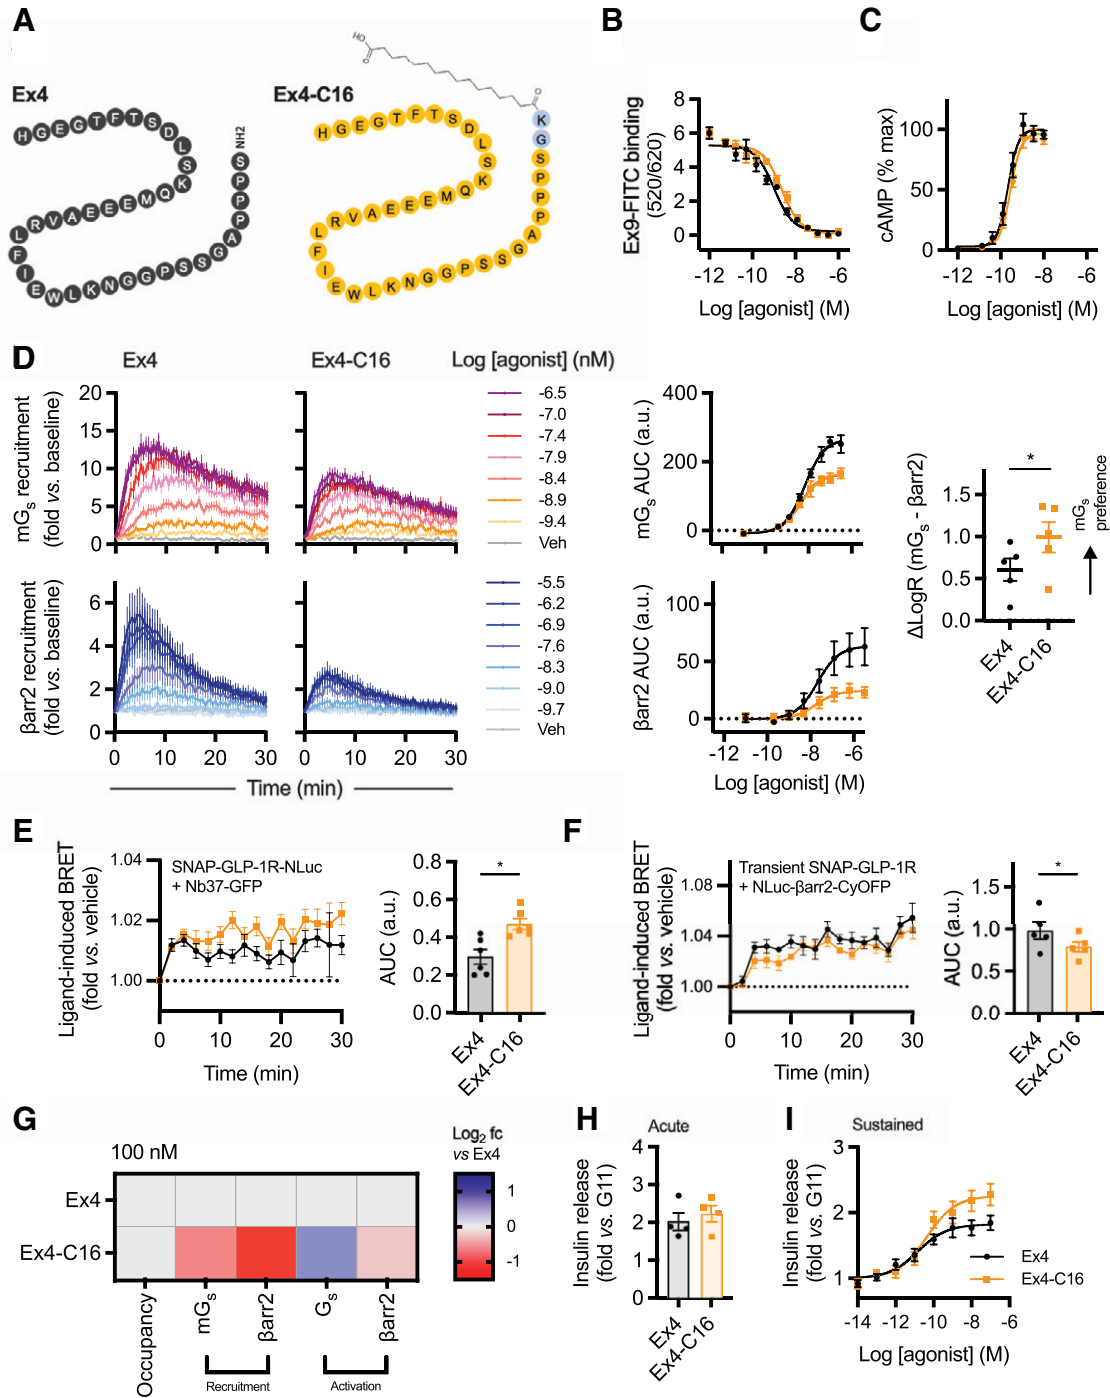 A
Ex4
HGEGTFTSDLSKQMEEEAVRLFIEWLKNGGPSSGAPPPS
NH2
Ex4-C16
HO
O
O
HGEGTFTSDLSKQMEEEAVRLFIEWLKNGGPSSGAPPPSGK
B
Ex9-FITC binding
(520/620)
8
6
4
2
0
-12 -10 -8 -6
Log [agonist] (M)
C
cAMP (% max)
100
50
0
-12 -10 -8 -6
Log [agonist] (M)
D
Ex4
Ex4-C16
Log [agonist] (nM)
mGs recruitment
(fold vs. baseline)
20
15
10
5
0
-6.5
-7.0
-7.4
-7.9
-8.4
-8.9
-9.4
Veh
βarr2 recruitment
(fold vs. baseline)
6
4
2
0
0 10 20 30
0 10 20 30
Time (min)
-5.5
-6.2
-6.9
-7.6
-8.3
-9.0
-9.7
Veh
mGs AUC (a.u.)
400
200
0
βarr2 AUC (a.u.)
100
50
0
-12 -10 -8 -6
Log [agonist] (M)
ΔLogR (mGs - βarr2)
1.5
1.0
0.5
0.0
*
Ex4
Ex4-C16
mGs
preference
E
Ligand-induced BRET
(fold vs. vehicle)
1.04
1.02
1.00
SNAP-GLP-1R-NLuc
+ Nb37-GFP
0 10 20 30
Time (min)
AUC (a.u.)
0.8
0.6
0.4
0.2
0.0
*
Ex4
Ex4-C16
F
Ligand-induced BRET
(fold vs. vehicle)
1.08
1.04
1.00
Transient SNAP-GLP-1R
+ NLuc-βarr2-CyOFP
0 10 20 30
Time (min)
AUC (a.u.)
1.5
1.0
0.5
0.0
*
Ex4
Ex4-C16
G
100 nM
Ex4
Ex4-C16
Occupancy
mGs
βarr2
Gs
βarr2
Recruitment
Activation
Log2 fc
vs Ex4
1
0
-1
H
Acute
Insulin release
(fold vs. G11)
4
3
2
1
0
Ex4
Ex4-C16
I
Sustained
Insulin release
(fold vs. G11)
3
2
1
-14 -12 -10 -8 -6
Log [agonist] (M)
Ex4
Ex4-C16